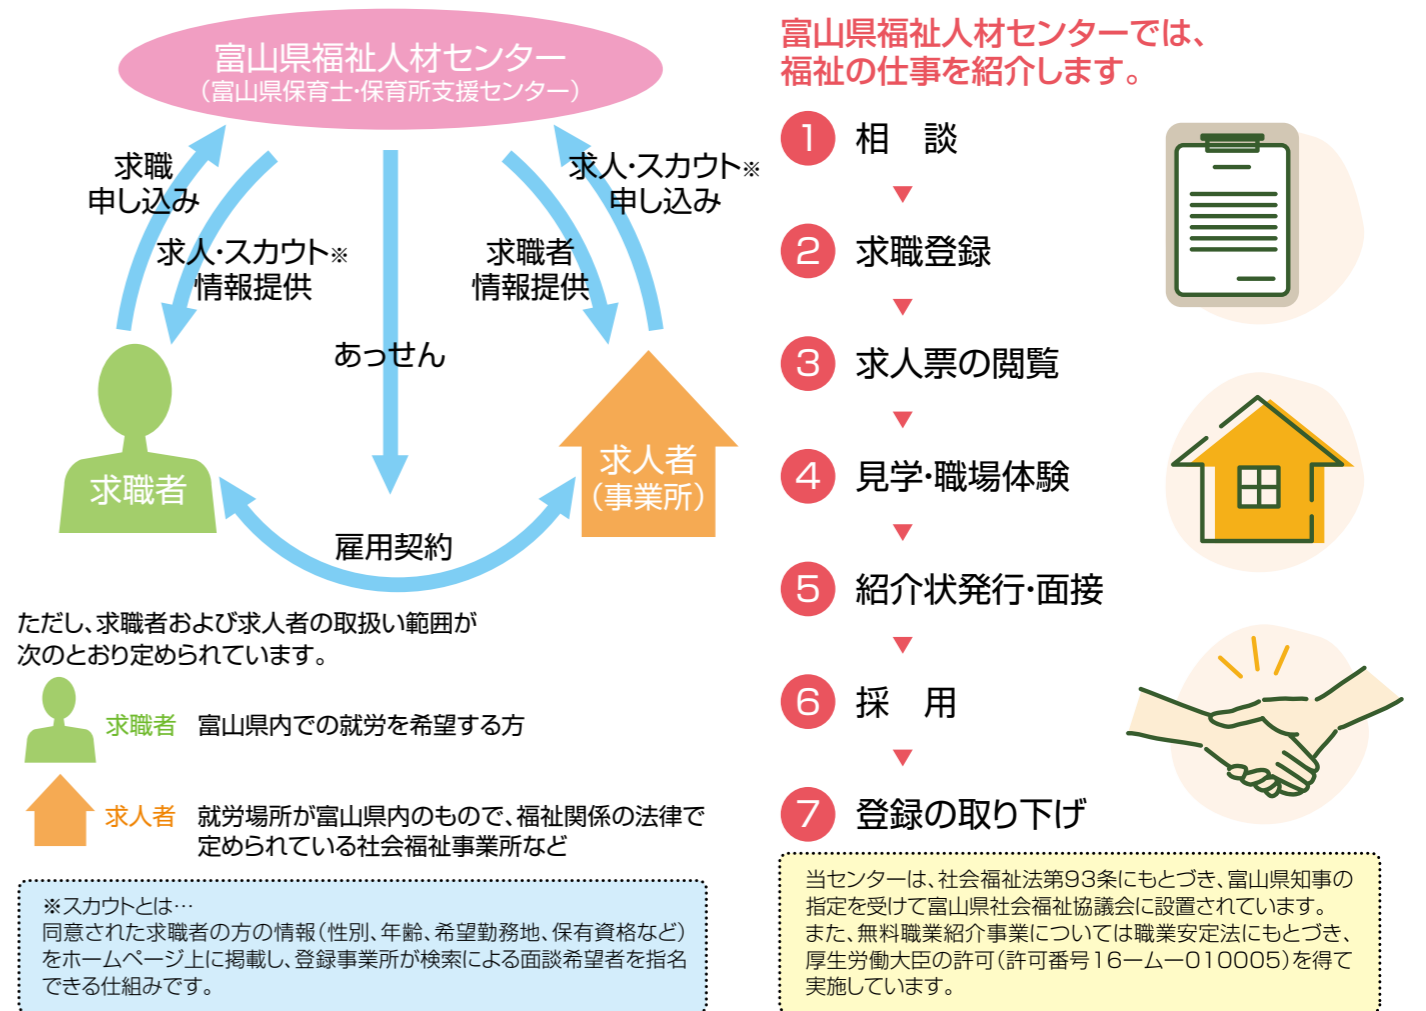 富山県福祉人材センター
（富山県保育士・保育所支援センター）
求職
申し込み
求人・スカウト※
情報提供
あっせん
求職者
情報提供
求人・スカウト※
申し込み
求職者
求人者
（事業所）
雇用契約
ただし、求職者および求人者の取扱い範囲が
次のとおり定められています。
求職者 富山県内での就労を希望する方
求人者 就労場所が富山県内のもので、福祉関係の法律で
定められている社会福祉事業所など
※スカウトとは…
同意された求職者の方の情報（性別、年齢、希望勤務地、保有資格など）
をホームページ上に掲載し、登録事業所が検索による面談希望者を指名
できる仕組みです。
富山県福祉人材センターでは、
福祉の仕事を紹介します。
1 相　談
▼
2 求職登録
▼
3 求人票の閲覧
▼
4 見学・職場体験
▼
5 紹介状発行・面接
▼
6 採　用
▼
7 登録の取り下げ
当センターは、社会福祉法第93条にもとづき、富山県知事の
指定を受けて富山県社会福祉協議会に設置されています。
また、無料職業紹介事業については職業安定法にもとづき、
厚生労働大臣の許可（許可番号16ームー010005）を得て
実施しています。